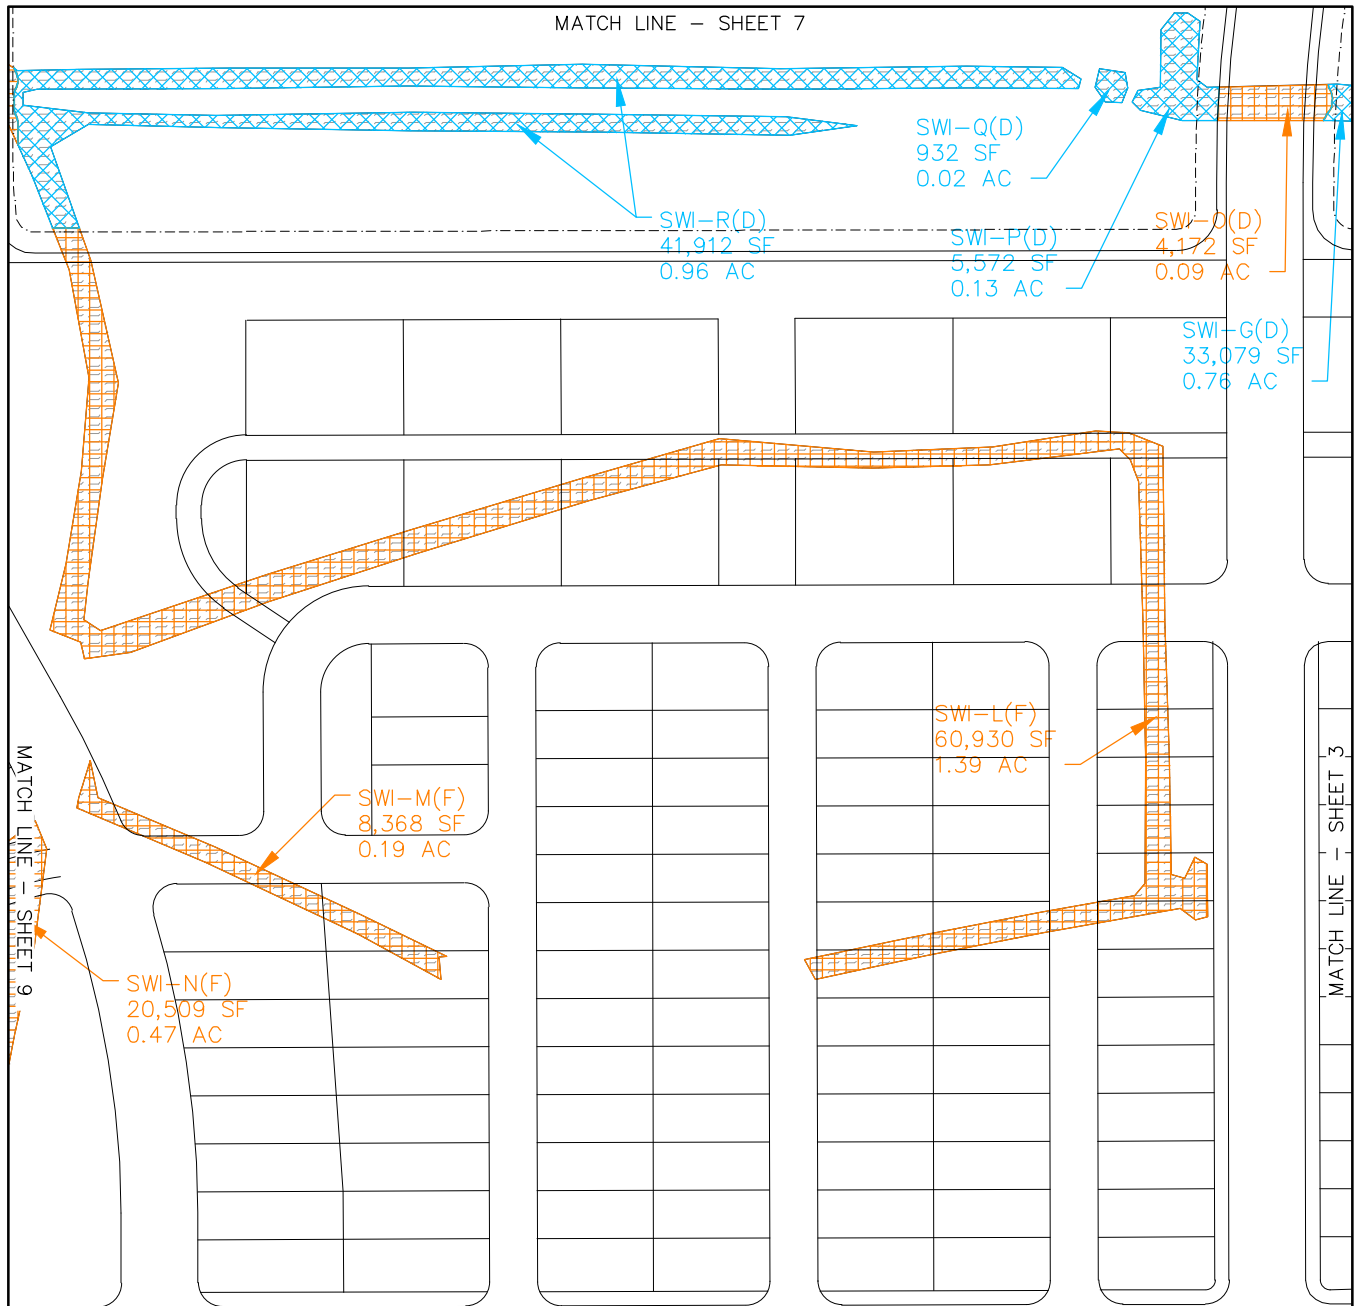 MATCH LINE - SHEET 7
SWI-Q(D)
932 SF
0.02 AC
SWI-R(D)
41,912 SF
0.96 AC
SWI-P(D)
5,572 SF
0.13 AC
SWI-O(D)
4,172 SF
0.09 AC
SWI-G(D)
33,079 SF
0.76 AC
SWI-L(F)
60,930 SF
1.39 AC
SWI-M(F)
8,368 SF
0.19 AC
SWI-N(F)
20,509 SF
0.47 AC
MATCH LINE - SHEET 9
MATCH LINE - SHEET 3